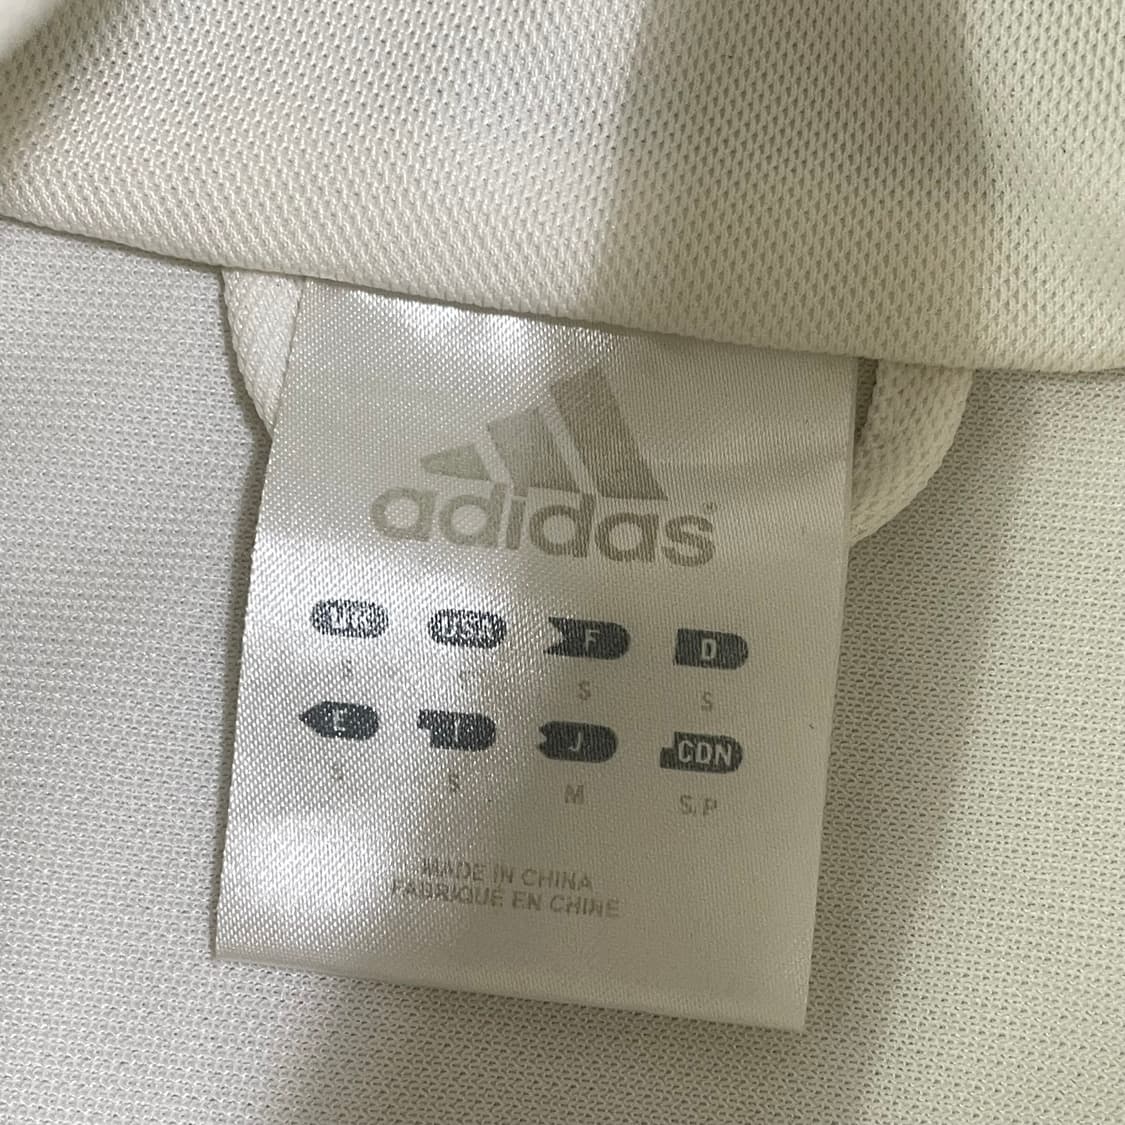 adidas
UK USA F D
S S S S
E I J CDN
S S M S/P
MADE IN CHINA
FABRIQUÉ EN CHINE